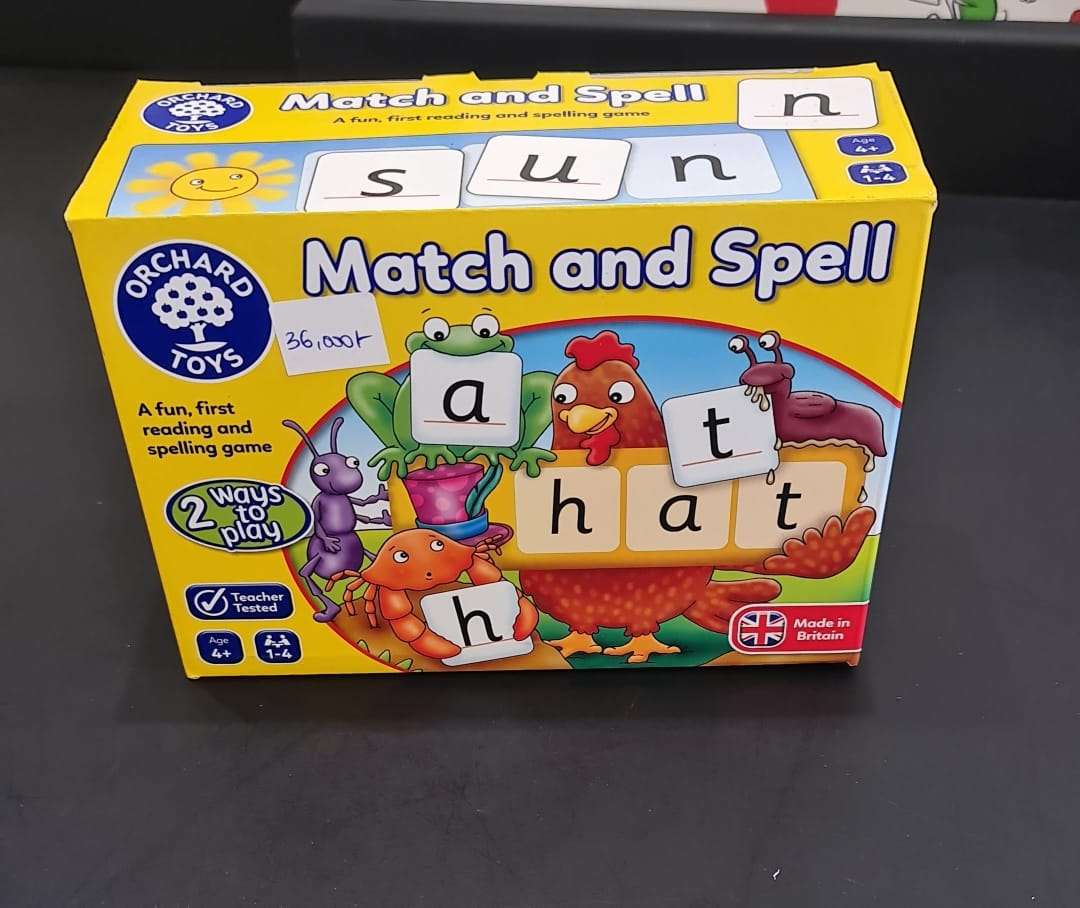 ORCHARD
TOYS
Match and Spell
A fun, first reading and spelling game
n
s u n
Age
4+
1-4
ORCHARD
TOYS
Match and Spell
36,000
A fun, first
reading and
spelling game
2 ways
to
play
a
t
h a t
h
Teacher
Tested
Age
4+
1-4
Made in
Britain